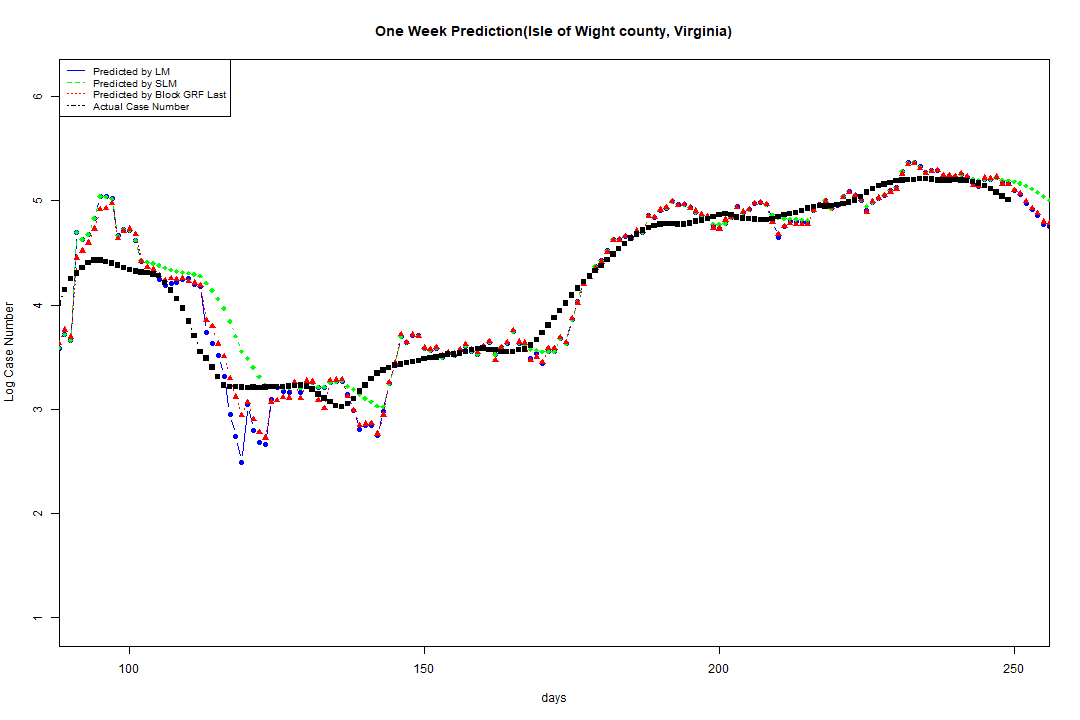 One Week Prediction(Isle of Wight county, Virginia)
Predicted by LM
Predicted by SLM
Predicted by Block GRF Last
Actual Case Number
6
5
4
3
2
1
Log Case Number
100 150 200 250
days